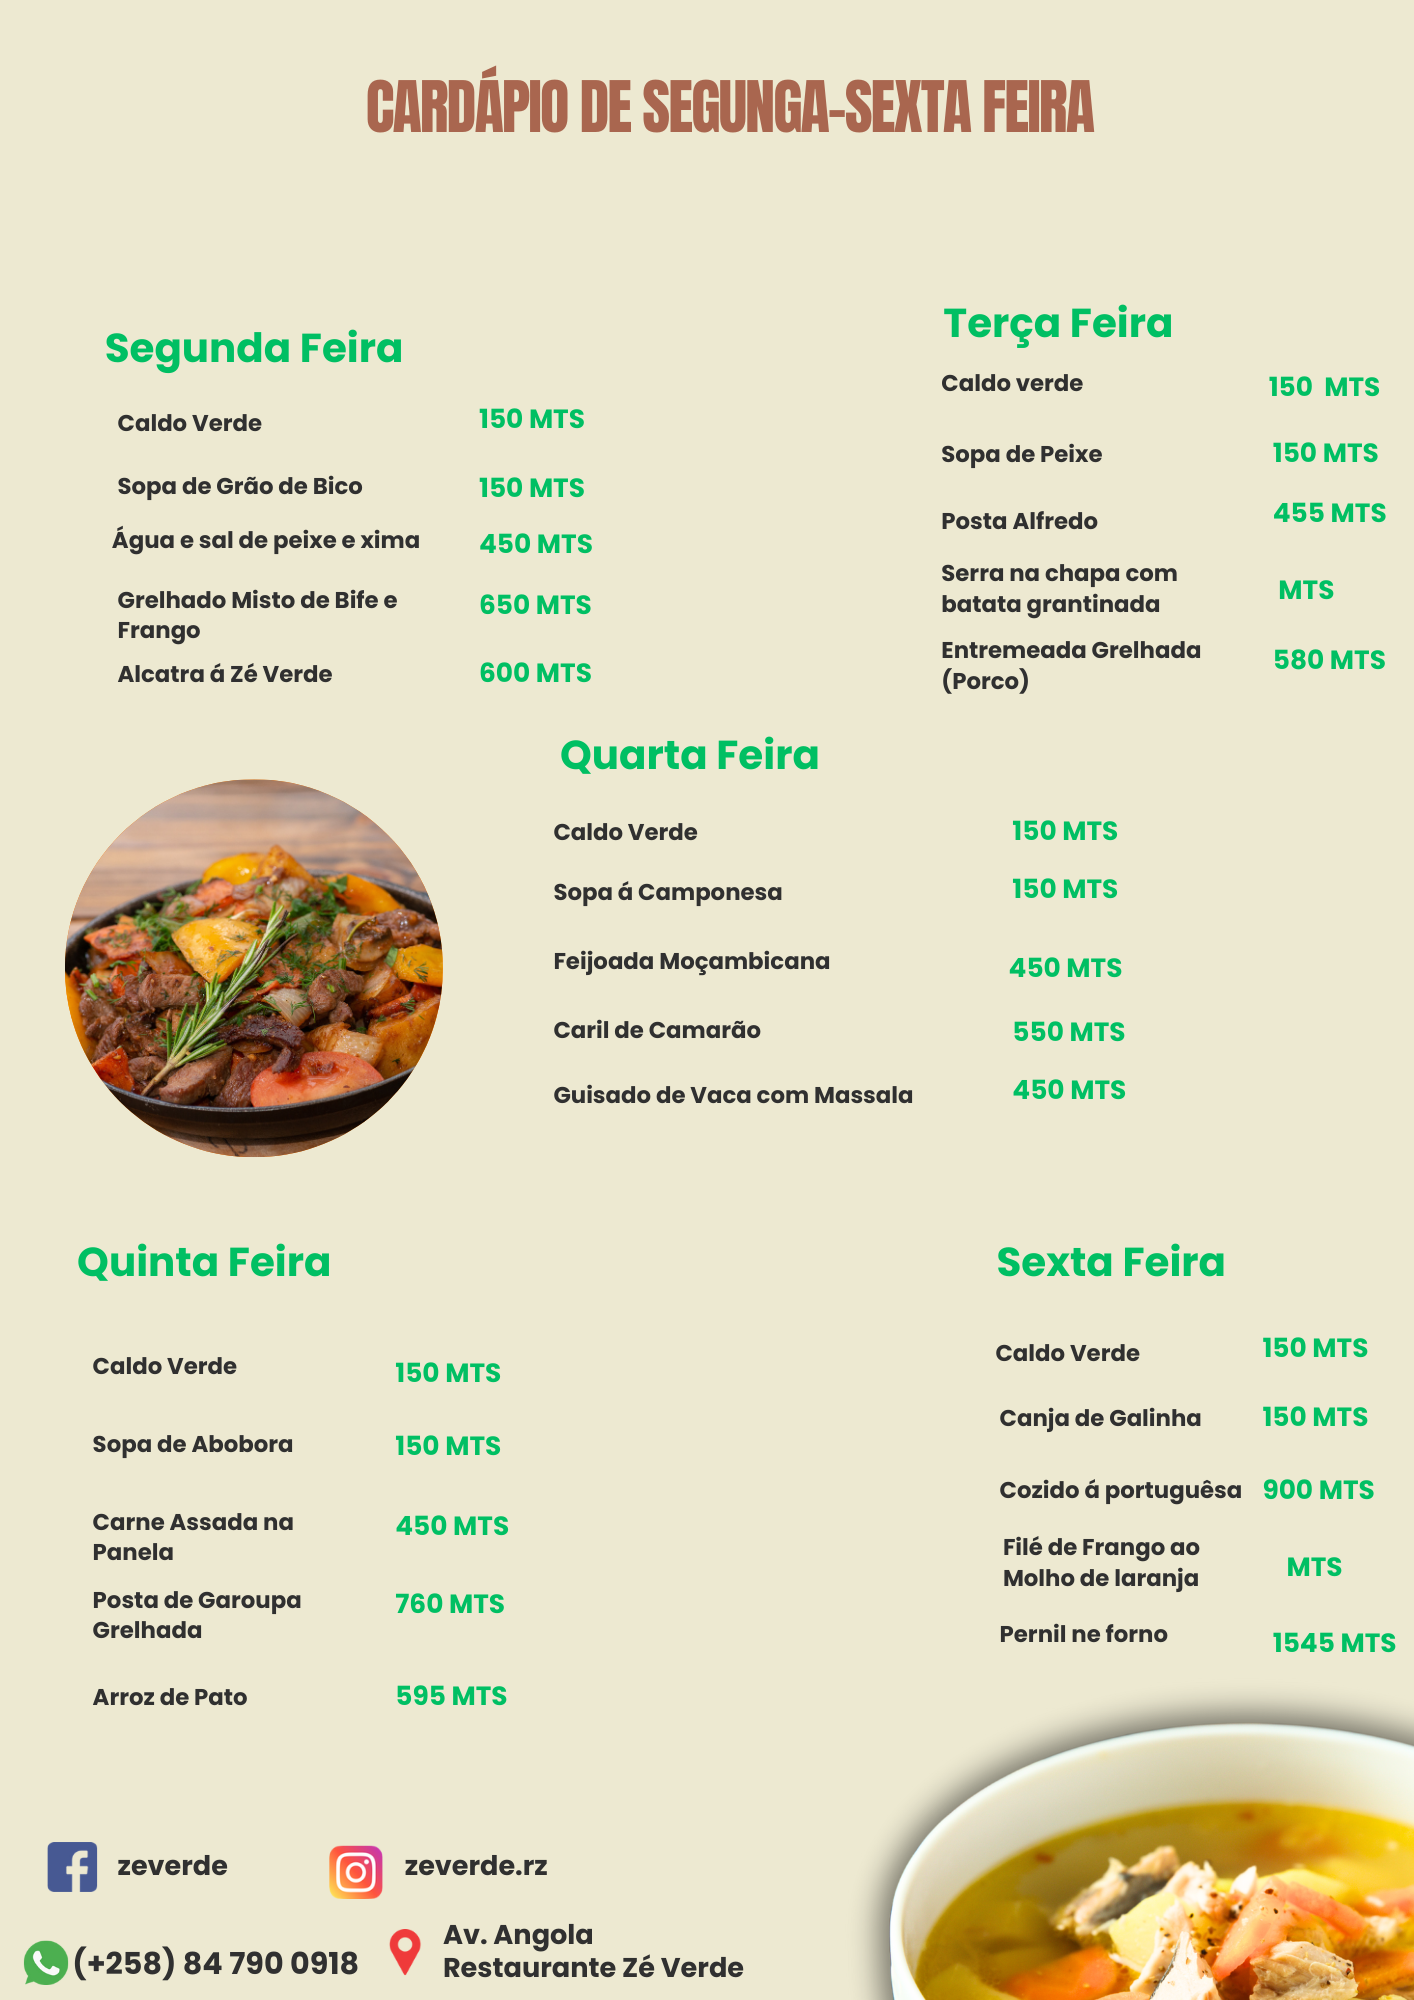 CARDÁPIO DE SEGUNGA-SEXTA FEIRA
Segunda Feira
Caldo Verde 150 MTS
Sopa de Grão de Bico 150 MTS
Água e sal de peixe e xima 450 MTS
Grelhado Misto de Bife e
Frango 650 MTS
Alcatra á Zé Verde 600 MTS
Terça Feira
Caldo verde 150 MTS
Sopa de Peixe 150 MTS
Posta Alfredo 455 MTS
Serra na chapa com
batata grantinada MTS
Entremeada Grelhada
(Porco) 580 MTS
Quarta Feira
Caldo Verde 150 MTS
Sopa á Camponesa 150 MTS
Feijoada Moçambicana 450 MTS
Caril de Camarão 550 MTS
Guisado de Vaca com Massala 450 MTS
Quinta Feira
Caldo Verde 150 MTS
Sopa de Abobora 150 MTS
Carne Assada na
Panela 450 MTS
Posta de Garoupa
Grelhada 760 MTS
Arroz de Pato 595 MTS
Sexta Feira
Caldo Verde 150 MTS
Canja de Galinha 150 MTS
Cozido á portuguêsa 900 MTS
Filé de Frango ao
Molho de laranja MTS
Pernil ne forno 1545 MTS
zeverde
zeverde.rz
(+258) 84 790 0918
Av. Angola
Restaurante Zé Verde